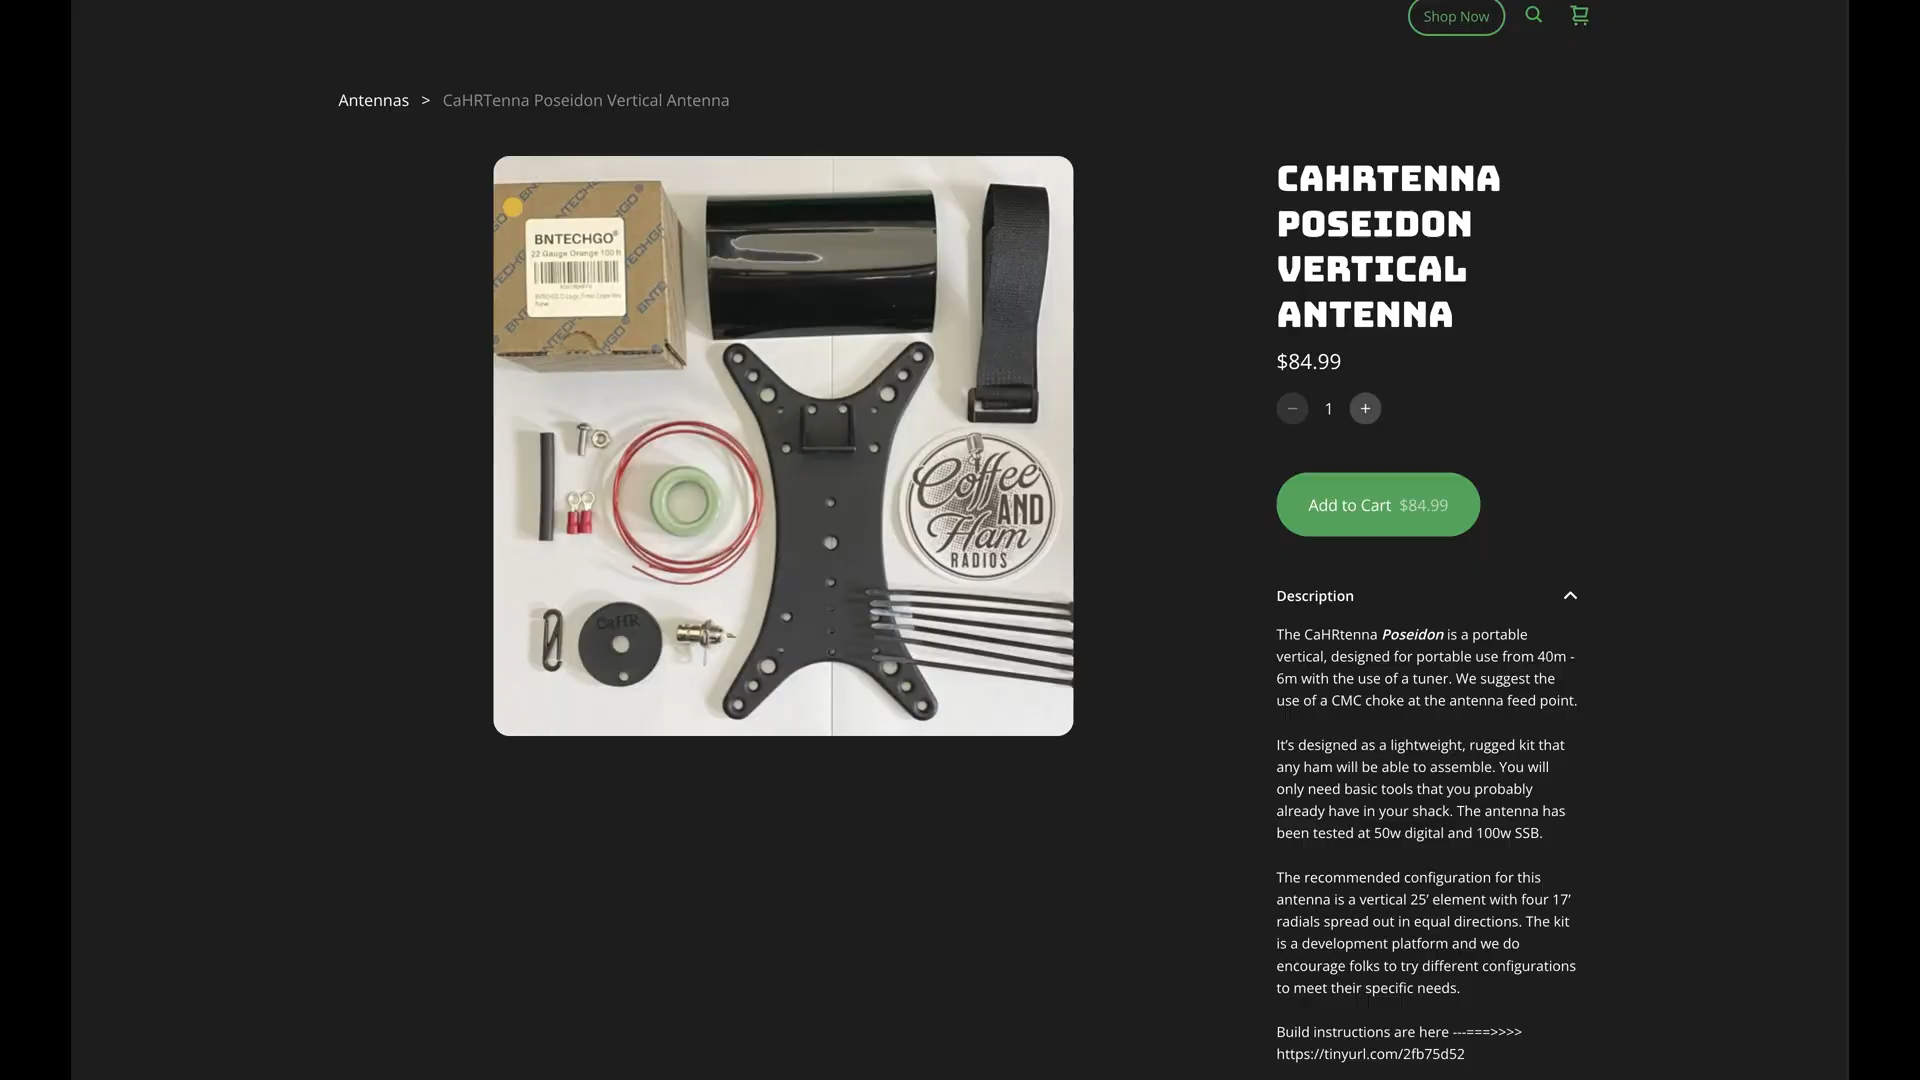 Shop Now
Antennas > CaHRTenna Poseidon Vertical Antenna
BNTECHGO®
22 Gauge Orange 100 ft
Coffee
AND
Ham
RADIOS
CaHR
CAHRTENNA
POSEIDON
VERTICAL
ANTENNA
$84.99
− 1 +
Add to Cart $84.99
Description
The CaHRtenna Poseidon is a portable
vertical, designed for portable use from 40m -
6m with the use of a tuner. We suggest the
use of a CMC choke at the antenna feed point.
It’s designed as a lightweight, rugged kit that
any ham will be able to assemble. You will
only need basic tools that you probably
already have in your shack. The antenna has
been tested at 50w digital and 100w SSB.
The recommended configuration for this
antenna is a vertical 25’ element with four 17’
radials spread out in equal directions. The kit
is a development platform and we do
encourage folks to try different configurations
to meet their specific needs.
Build instructions are here ---===>>>>
https://tinyurl.com/2fb75d52